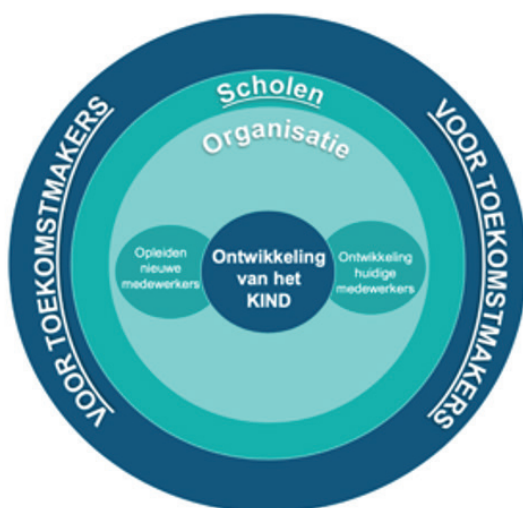 VOOR TOEKOMSTMAKERS
Scholen
Organisatie
Opleiden
nieuwe
medewerkers
Ontwikkeling
van het
KIND
Ontwikkeling
huidige
medewerkers
VOOR TOEKOMSTMAKERS